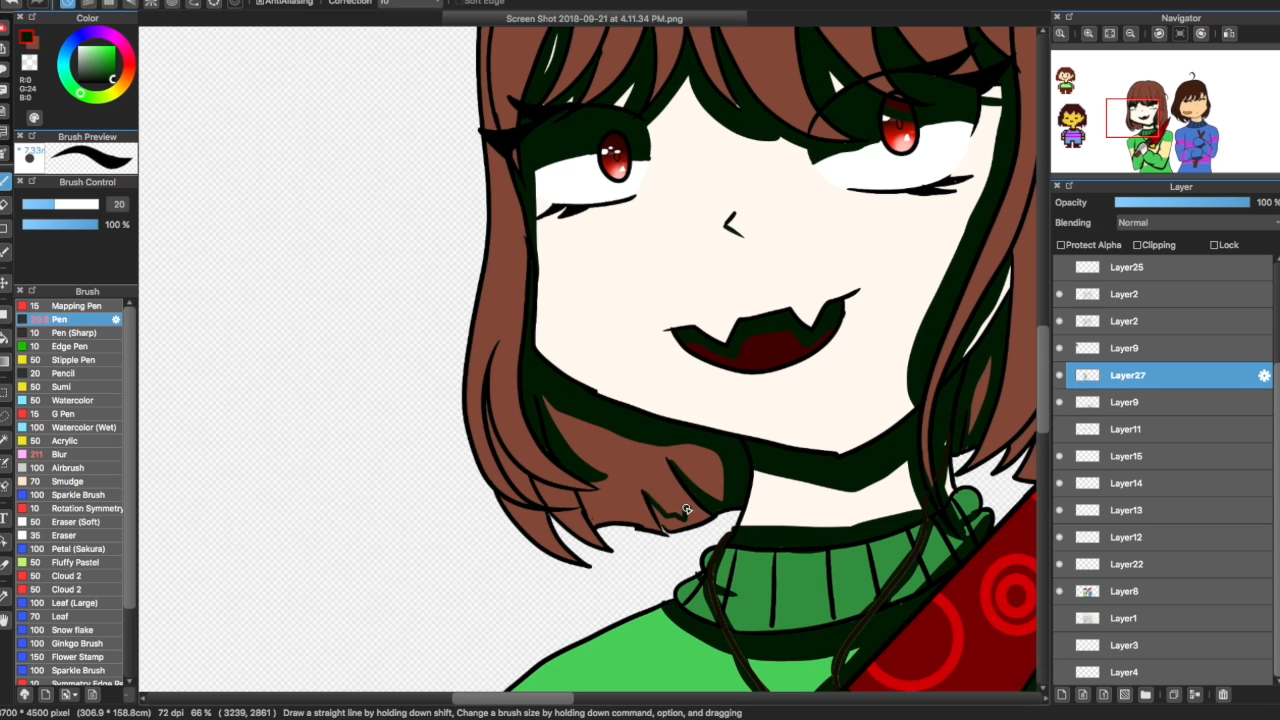 AntiAliasing Correction 10 Soft Edge
Screen Shot 2018-09-21 at 4.11.34 PM.png
Color
R:0
G:24
B:0
Brush Preview
Brush Control
20
100 %
Brush
15 Mapping Pen
Pen
10 Pen (Sharp)
10 Edge Pen
50 Stipple Pen
20 Pencil
50 Sumi
50 Watercolor
15 G Pen
100 Watercolor (Wet)
50 Acrylic
211 Blur
100 Airbrush
70 Smudge
100 Sparkle Brush
10 Rotation Symmetry
50 Eraser (Soft)
35 Eraser
100 Petal (Sakura)
50 Fluffy Pastel
50 Cloud 2
50 Cloud 2
100 Leaf (Large)
70 Leaf
100 Snow flake
100 Ginkgo Brush
150 Flower Stamp
100 Sparkle Brush
10 Symmetry Edge Pe
Navigator
Layer
Opacity 100 %
Blending Normal
Protect Alpha Clipping Lock
Layer25
Layer2
Layer2
Layer9
Layer27
Layer9
Layer11
Layer15
Layer14
Layer13
Layer12
Layer22
Layer8
Layer1
Layer3
Layer4
* 4500 pixel (306.9 * 158.8cm) 72 dpi 66 % ( 3239, 2861 ) Draw a straight line by holding down shift, Change a brush size by holding down command, option, and dragging